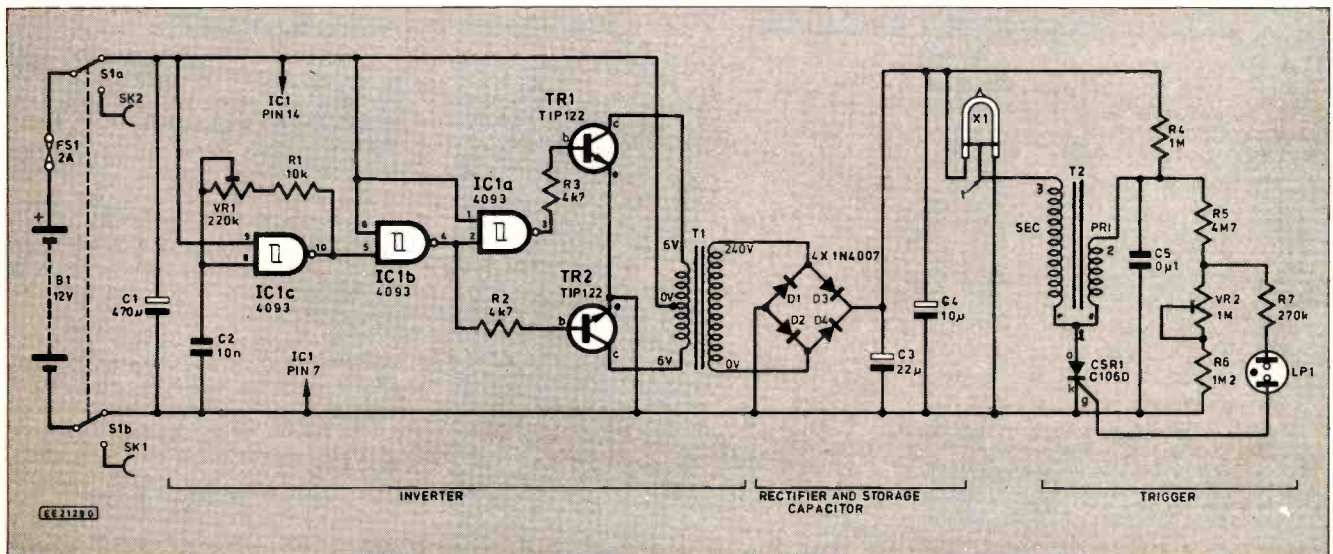 S1a
SK2
FS1
2A
+
B1
12V
S1b
SK1
C1
470μ
IC1
PIN 14
R1
10k
VR1
220k
9
8
10
IC1c
4093
C2
10n
IC1
PIN 7
6
5
4
IC1b
4093
IC1a
4093
1
2
3
R3
4k7
R2
4k7
TR1
TIP122
b
c
e
TR2
TIP122
b
e
c
T1
6V
0V
6V
240V
0V
4 X 1N4007
D1
D3
D2
D4
C3
22μ
C4
10μ
X1
T2
3
SEC
PRI
2
1
a
k
g
CSR1
C106D
C5
0μ1
R4
1M
R5
4M7
VR2
1M
R6
1M2
R7
270k
LP1
INVERTER
RECTIFIER AND STORAGE
CAPACITOR
TRIGGER
EE2129G